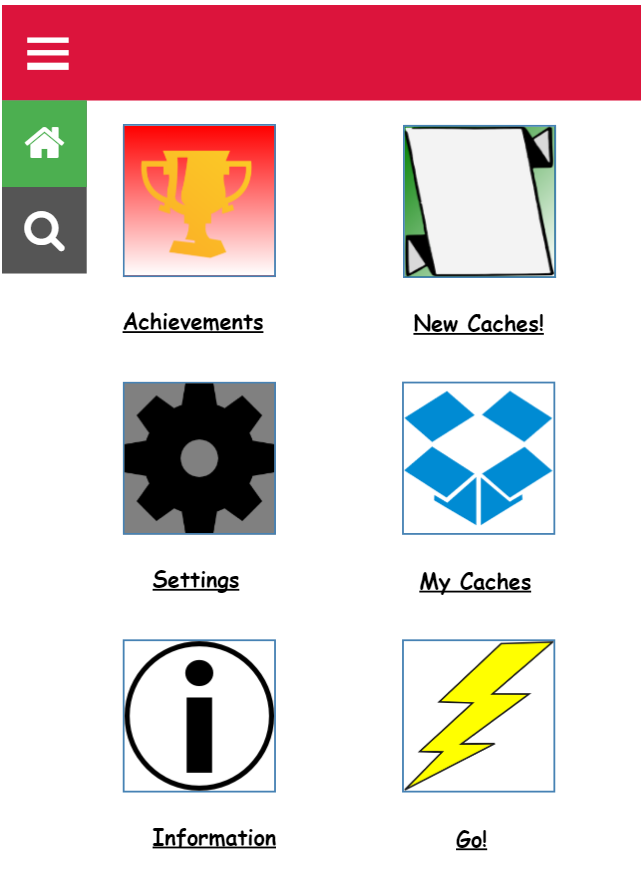 Achievements
New Caches!
Settings
My Caches
Information
Go!